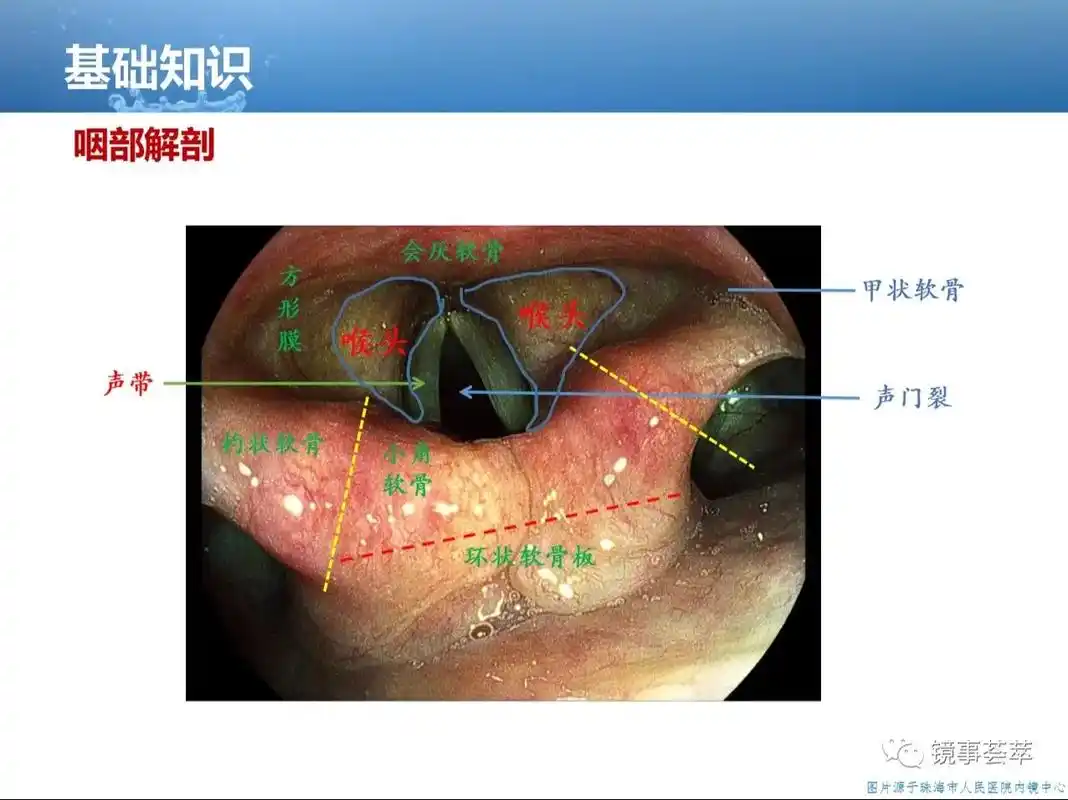 基础知识
咽部解剖
会厌软骨
方形膜
喉头
喉头
甲状软骨
声带
声门裂
杓状软骨
小角
软骨
环状软骨板
镜事荟萃
图片源于珠海市人民医院内镜中心